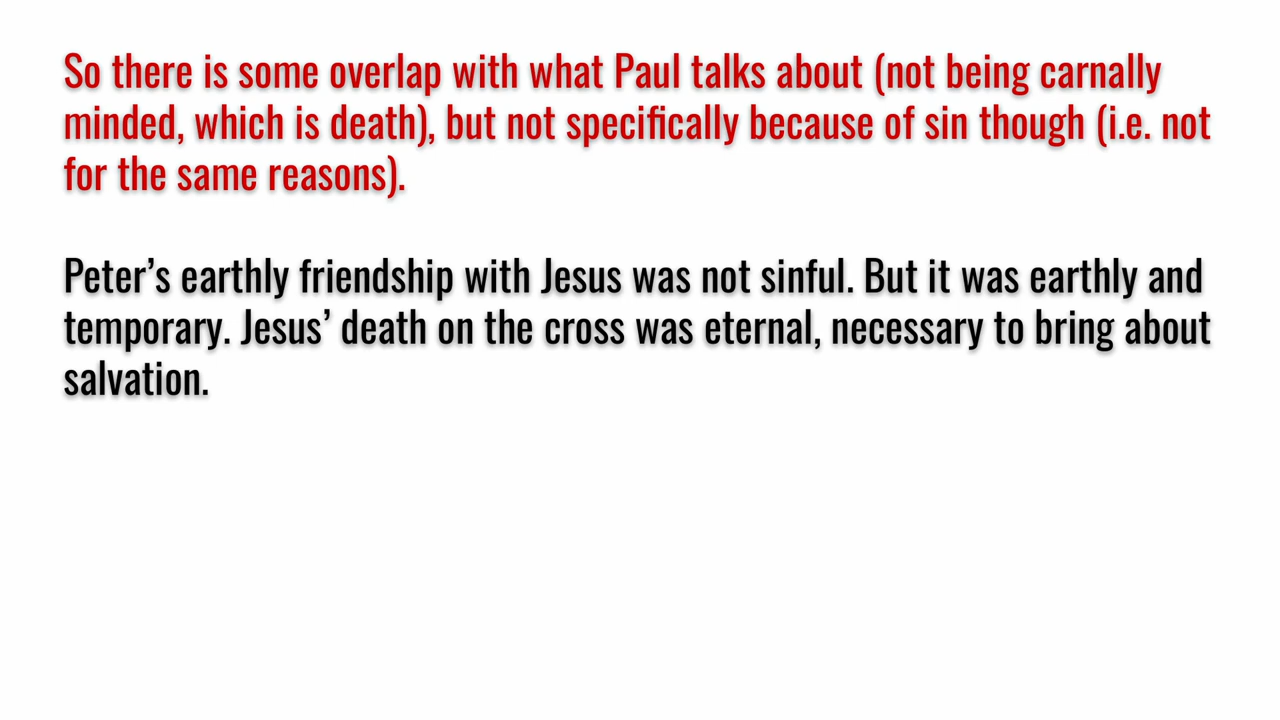 So there is some overlap with what Paul talks about (not being carnally
minded, which is death), but not specifically because of sin though (i.e. not
for the same reasons).
Peter’s earthly friendship with Jesus was not sinful. But it was earthly and
temporary. Jesus’ death on the cross was eternal, necessary to bring about
salvation.